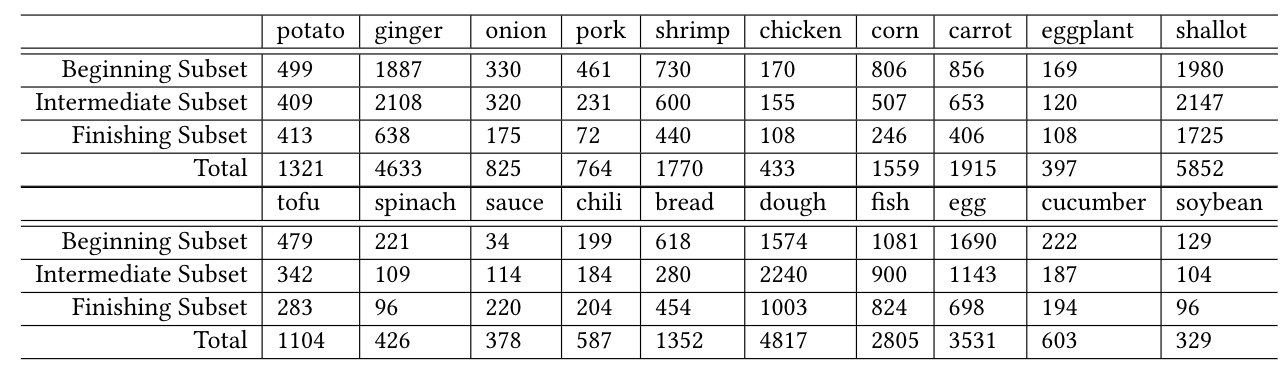 potato ginger onion pork shrimp chicken corn carrot eggplant shallot
Beginning Subset 499 1887 330 461 730 170 806 856 169 1980
Intermediate Subset 409 2108 320 231 600 155 507 653 120 2147
Finishing Subset 413 638 175 72 440 108 246 406 108 1725
Total 1321 4633 825 764 1770 433 1559 1915 397 5852
tofu spinach sauce chili bread dough fish egg cucumber soybean
Beginning Subset 479 221 34 199 618 1574 1081 1690 222 129
Intermediate Subset 342 109 114 184 280 2240 900 1143 187 104
Finishing Subset 283 96 220 204 454 1003 824 698 194 96
Total 1104 426 378 587 1352 4817 2805 3531 603 329